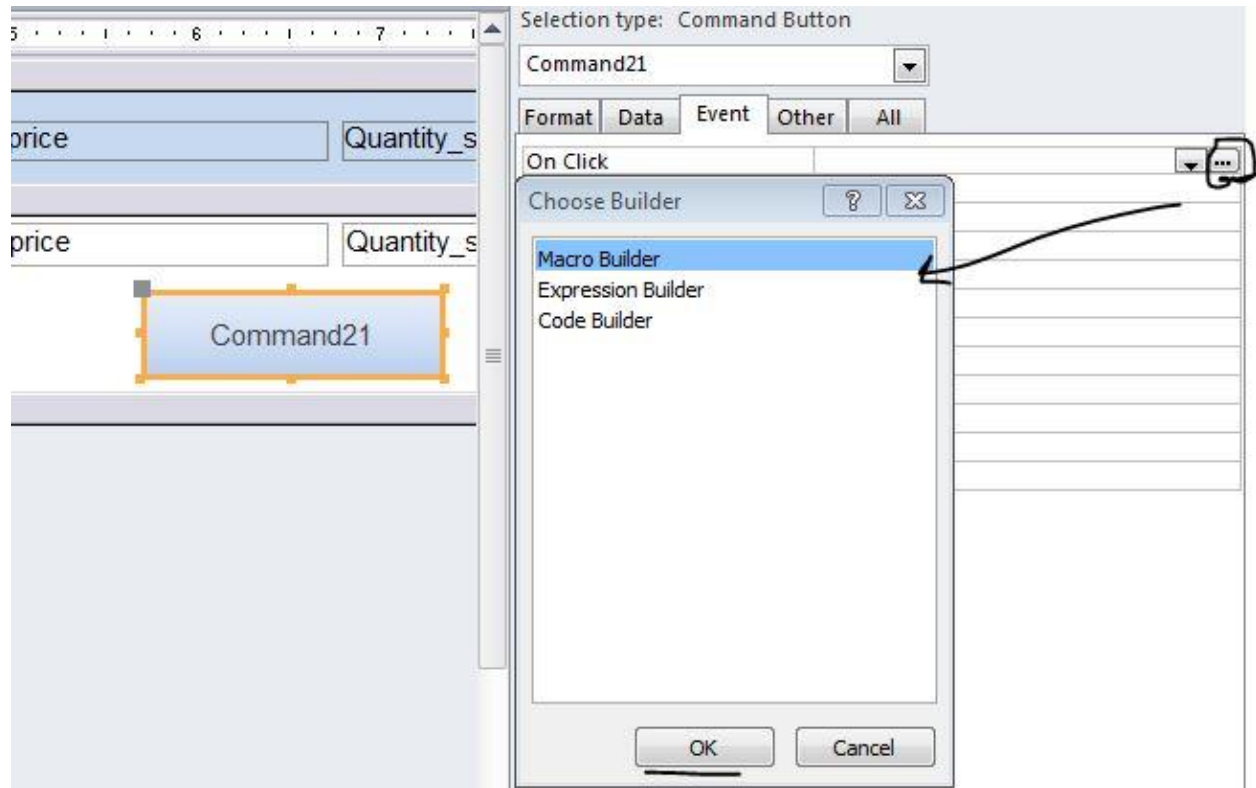 5 6 7
Selection type: Command Button
Command21
Format Data Event Other All
price Quantity_s
On Click ...
Choose Builder ?
price Quantity_s
Macro Builder
Expression Builder
Code Builder
Command21
OK Cancel